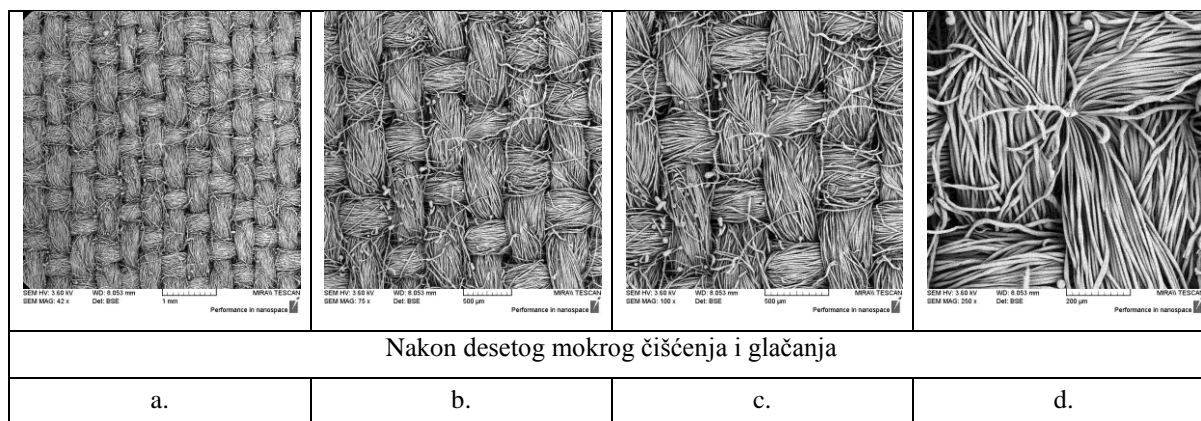 SEM HV: 3.60 kV WD: 8.053 mm MIRA\\ TESCAN
SEM MAG: 42 x Det: BSE 1 mm
Performance in nanospace
SEM HV: 3.60 kV WD: 8.053 mm MIRA\\ TESCAN
SEM MAG: 75 x Det: BSE 500 µm
Performance in nanospace
SEM HV: 3.60 kV WD: 8.053 mm MIRA\\ TESCAN
SEM MAG: 100 x Det: BSE 500 µm
Performance in nanospace
SEM HV: 3.60 kV WD: 8.053 mm MIRA\\ TESCAN
SEM MAG: 250 x Det: BSE 200 µm
Performance in nanospace
Nakon desetog mokrog čišćenja i glačanja
a. b. c. d.